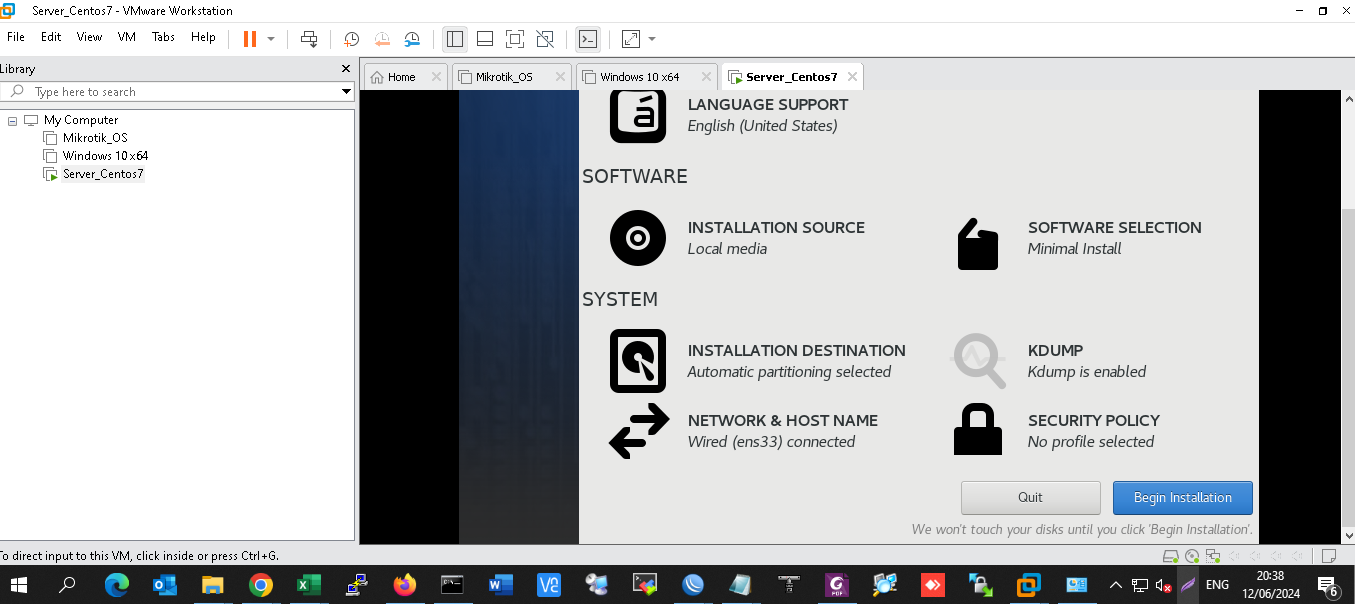 Server_Centos7 - VMware Workstation
File Edit View VM Tabs Help
Library
Type here to search
My Computer
Mikrotik_OS
Windows 10 x64
Server_Centos7
Home Mikrotik_OS Windows 10 x64 Server_Centos7
LANGUAGE SUPPORT
English (United States)
SOFTWARE
INSTALLATION SOURCE
Local media
SOFTWARE SELECTION
Minimal Install
SYSTEM
INSTALLATION DESTINATION
Automatic partitioning selected
KDUMP
Kdump is enabled
NETWORK & HOST NAME
Wired (ens33) connected
SECURITY POLICY
No profile selected
Quit Begin Installation
We won't touch your disks until you click 'Begin Installation'.
To direct input to this VM, click inside or press Ctrl+G.
ENG
20:38
12/06/2024
6